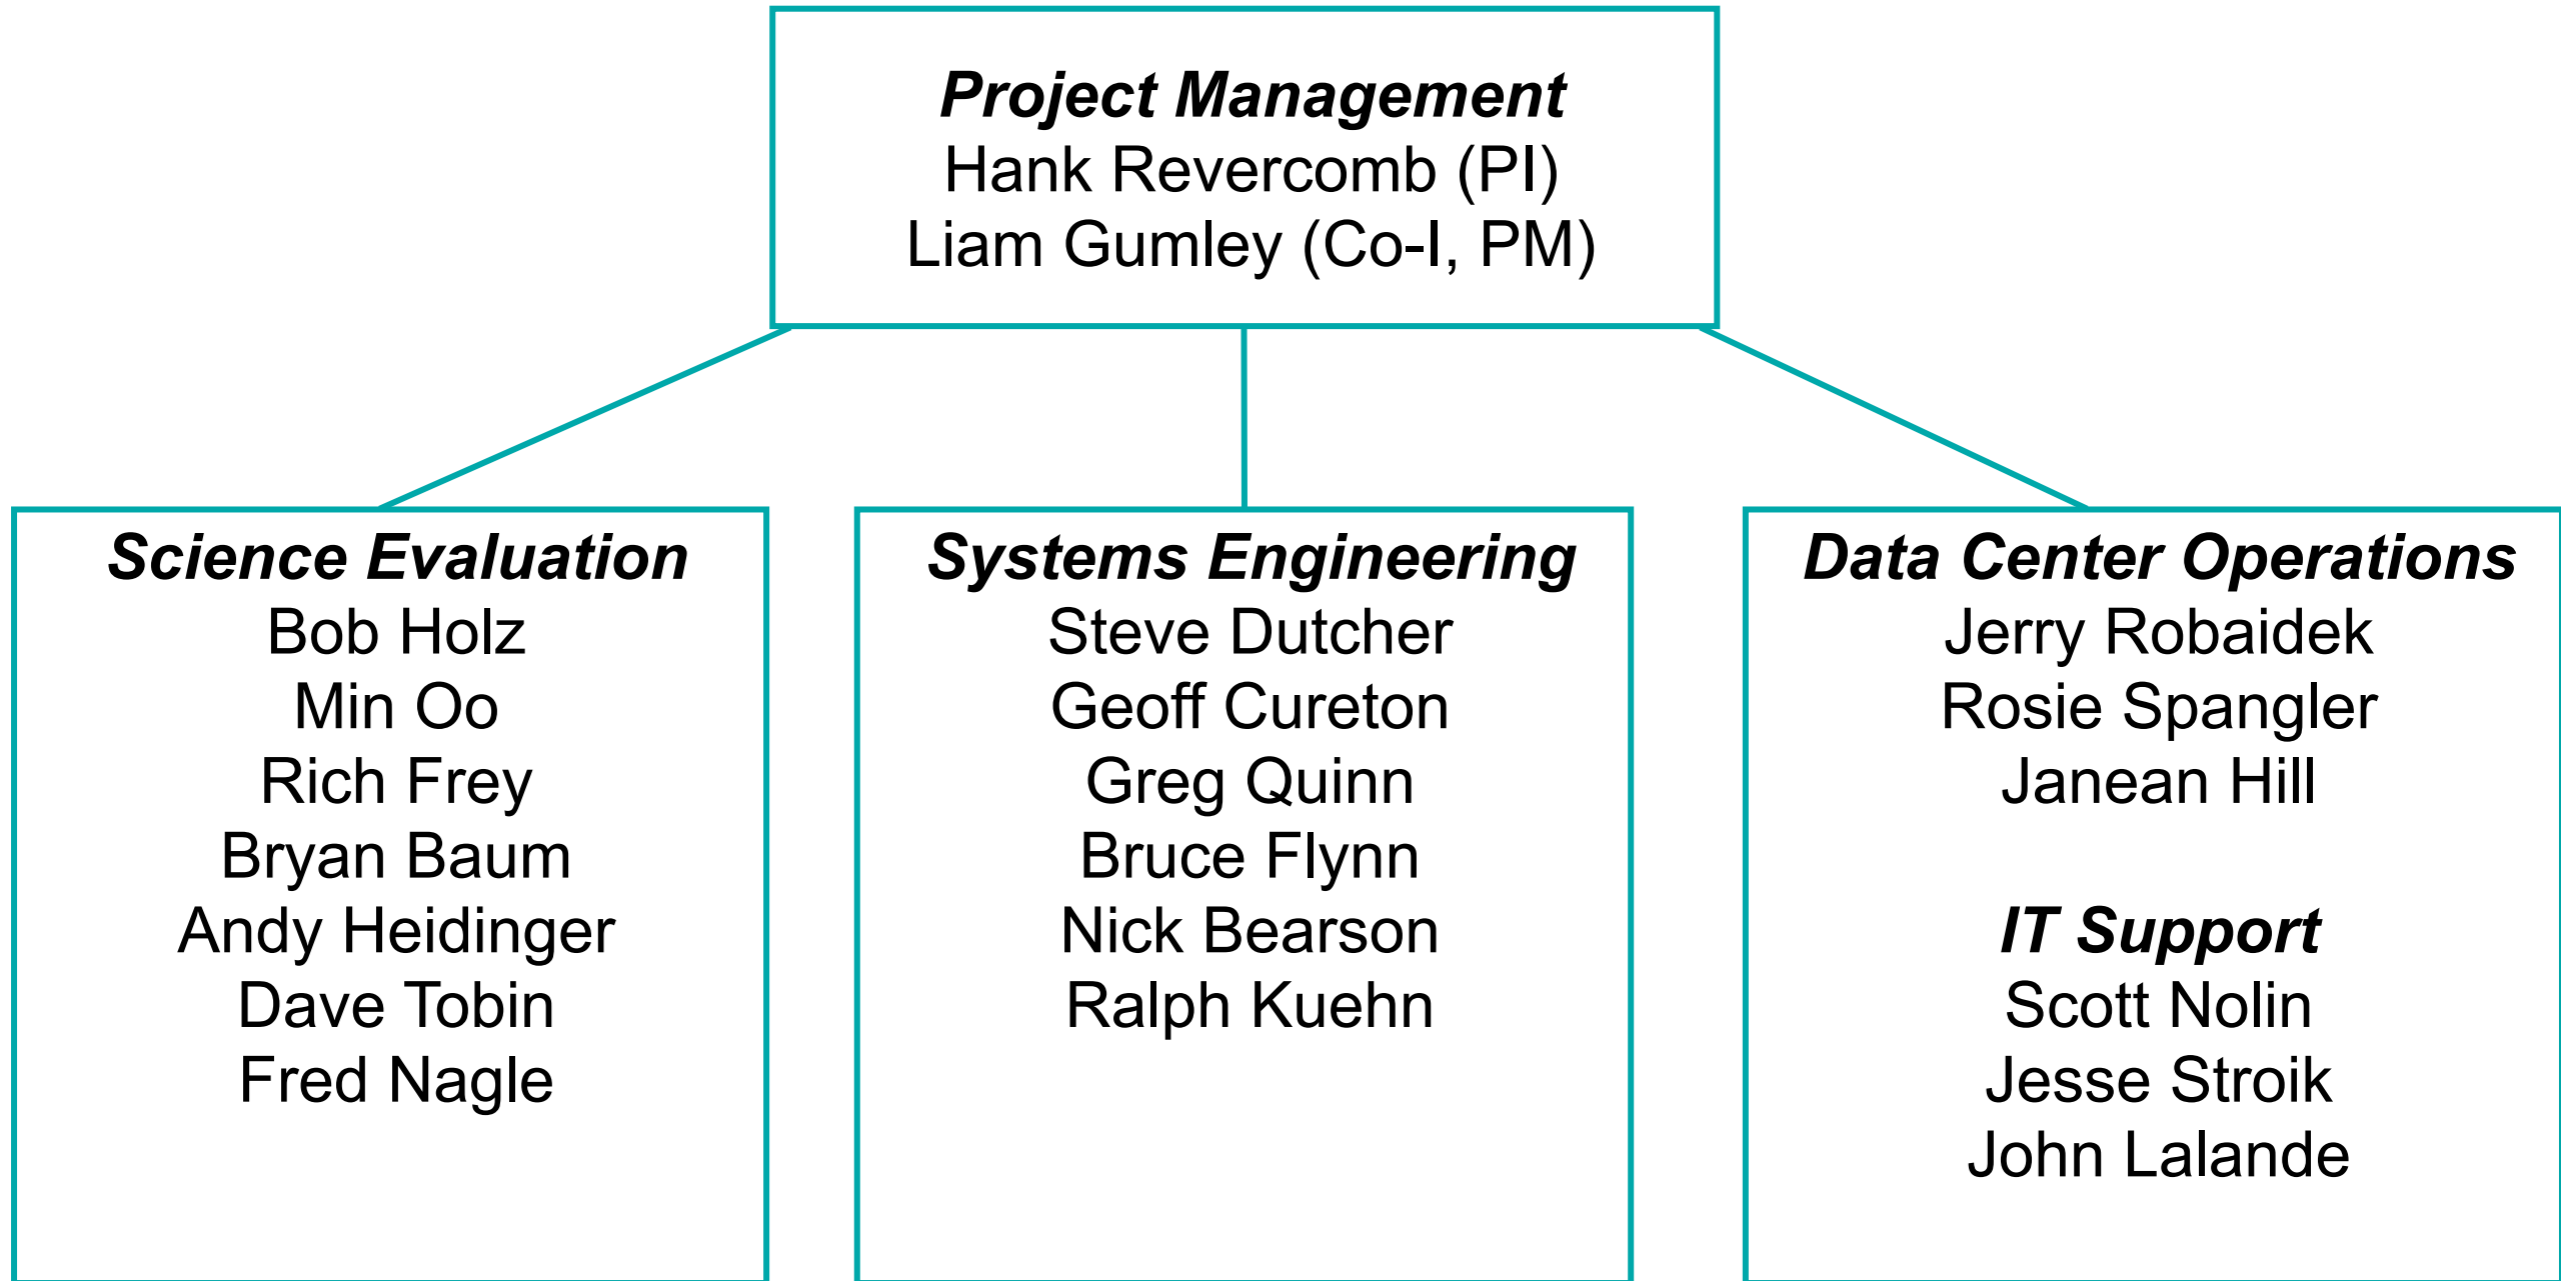 Project Management
Hank Revercomb (PI)
Liam Gumley (Co-I, PM)
Science Evaluation
Bob Holz
Min Oo
Rich Frey
Bryan Baum
Andy Heidinger
Dave Tobin
Fred Nagle
Systems Engineering
Steve Dutcher
Geoff Cureton
Greg Quinn
Bruce Flynn
Nick Bearson
Ralph Kuehn
Data Center Operations
Jerry Robaidek
Rosie Spangler
Janean Hill
IT Support
Scott Nolin
Jesse Stroik
John Lalande